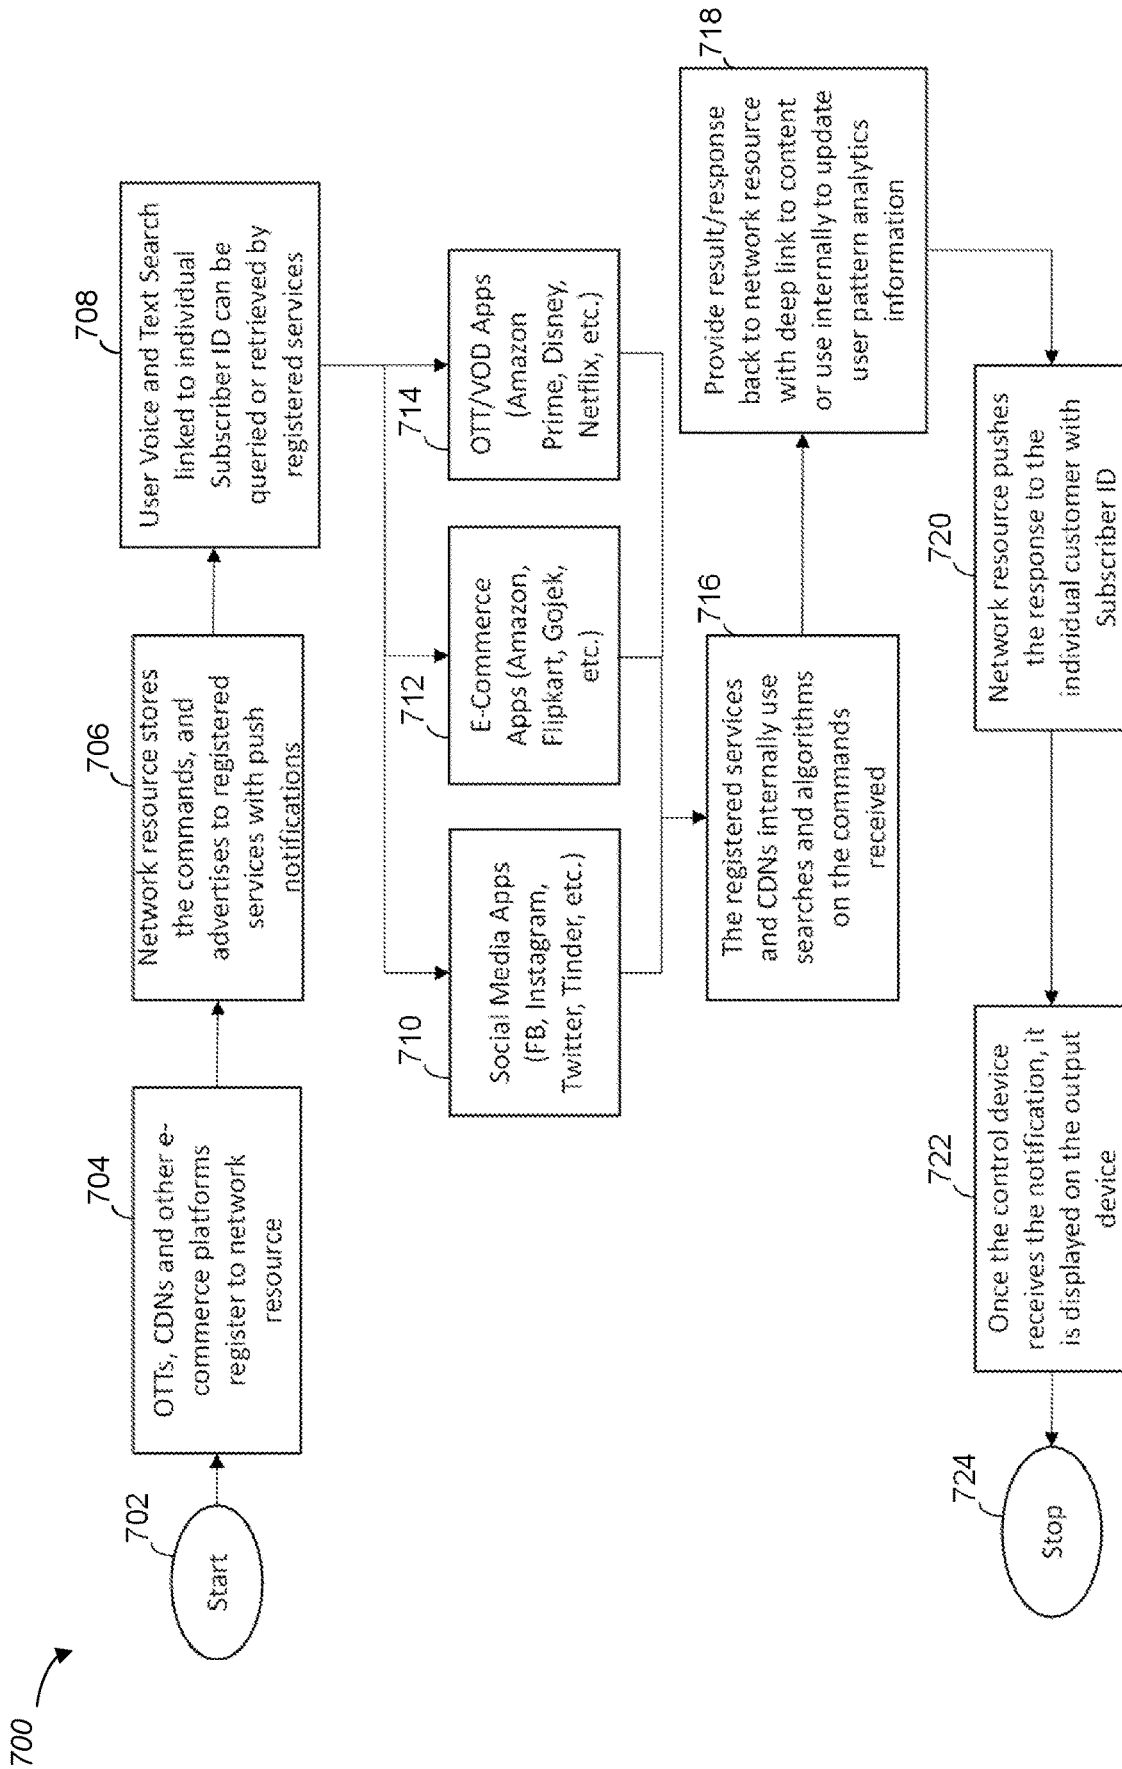 700
702
Start
704
OTTs, CDNs and other e-
commerce platforms
register to network
resource
706
Network resource stores
the commands, and
advertises to registered
services with push
notifications
708
User Voice and Text Search
linked to individual
Subscriber ID can be
queried or retrieved by
registered services
710
Social Media Apps
(FB, Instagram,
Twitter, Tinder, etc.)
712
E-Commerce
Apps (Amazon,
Flipkart, Gojek,
etc.)
714
OTT/VOD Apps
(Amazon
Prime, Disney,
Netflix, etc.)
716
The registered services
and CDNs internally use
searches and algorithms
on the commands
received
718
Provide result/response
back to network resource
with deep link to content
or use internally to update
user pattern analytics
information
720
Network resource pushes
the response to the
individual customer with
Subscriber ID
722
Once the control device
receives the notification, it
is displayed on the output
device
724
Stop